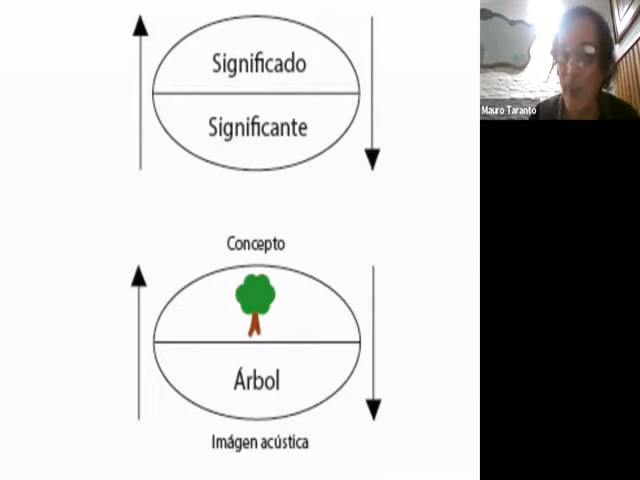 Significado
Significante
Mauro Taranto
Concepto
Árbol
Imágen acústica